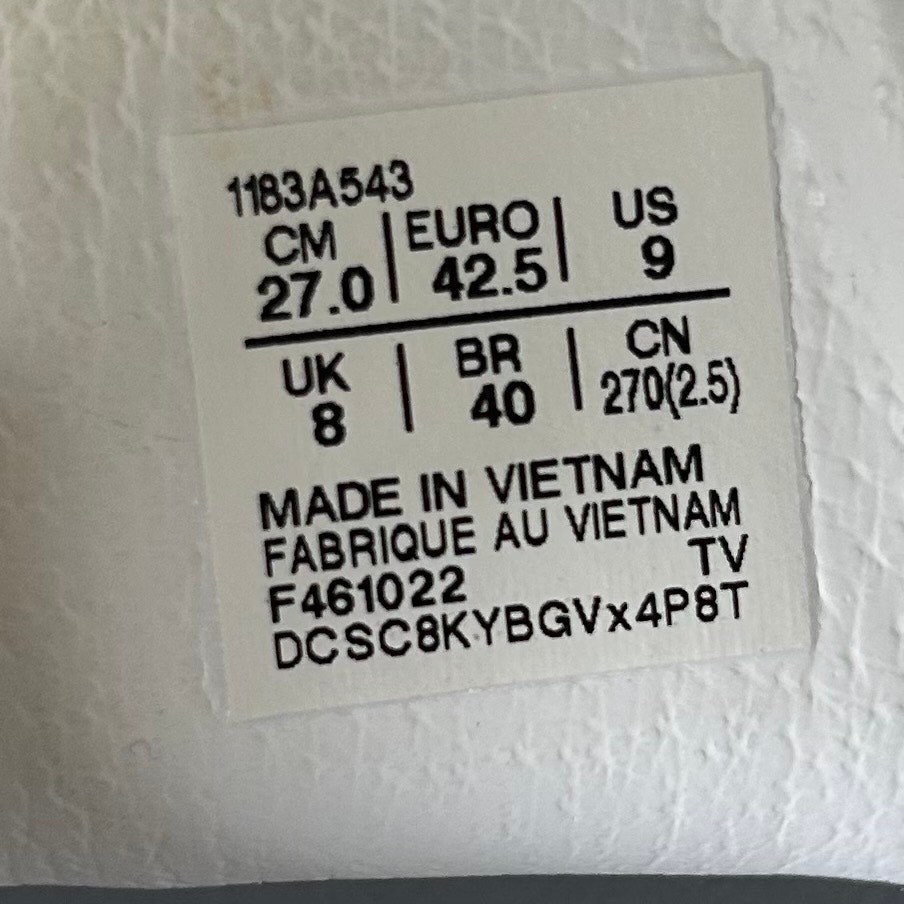 1183A543
CM | EURO | US
27.0 | 42.5 | 9
UK | BR | CN
8 | 40 | 270(2.5)
MADE IN VIETNAM
FABRIQUE AU VIETNAM
TV
F461022
DCSC8KYBGVx4P8T